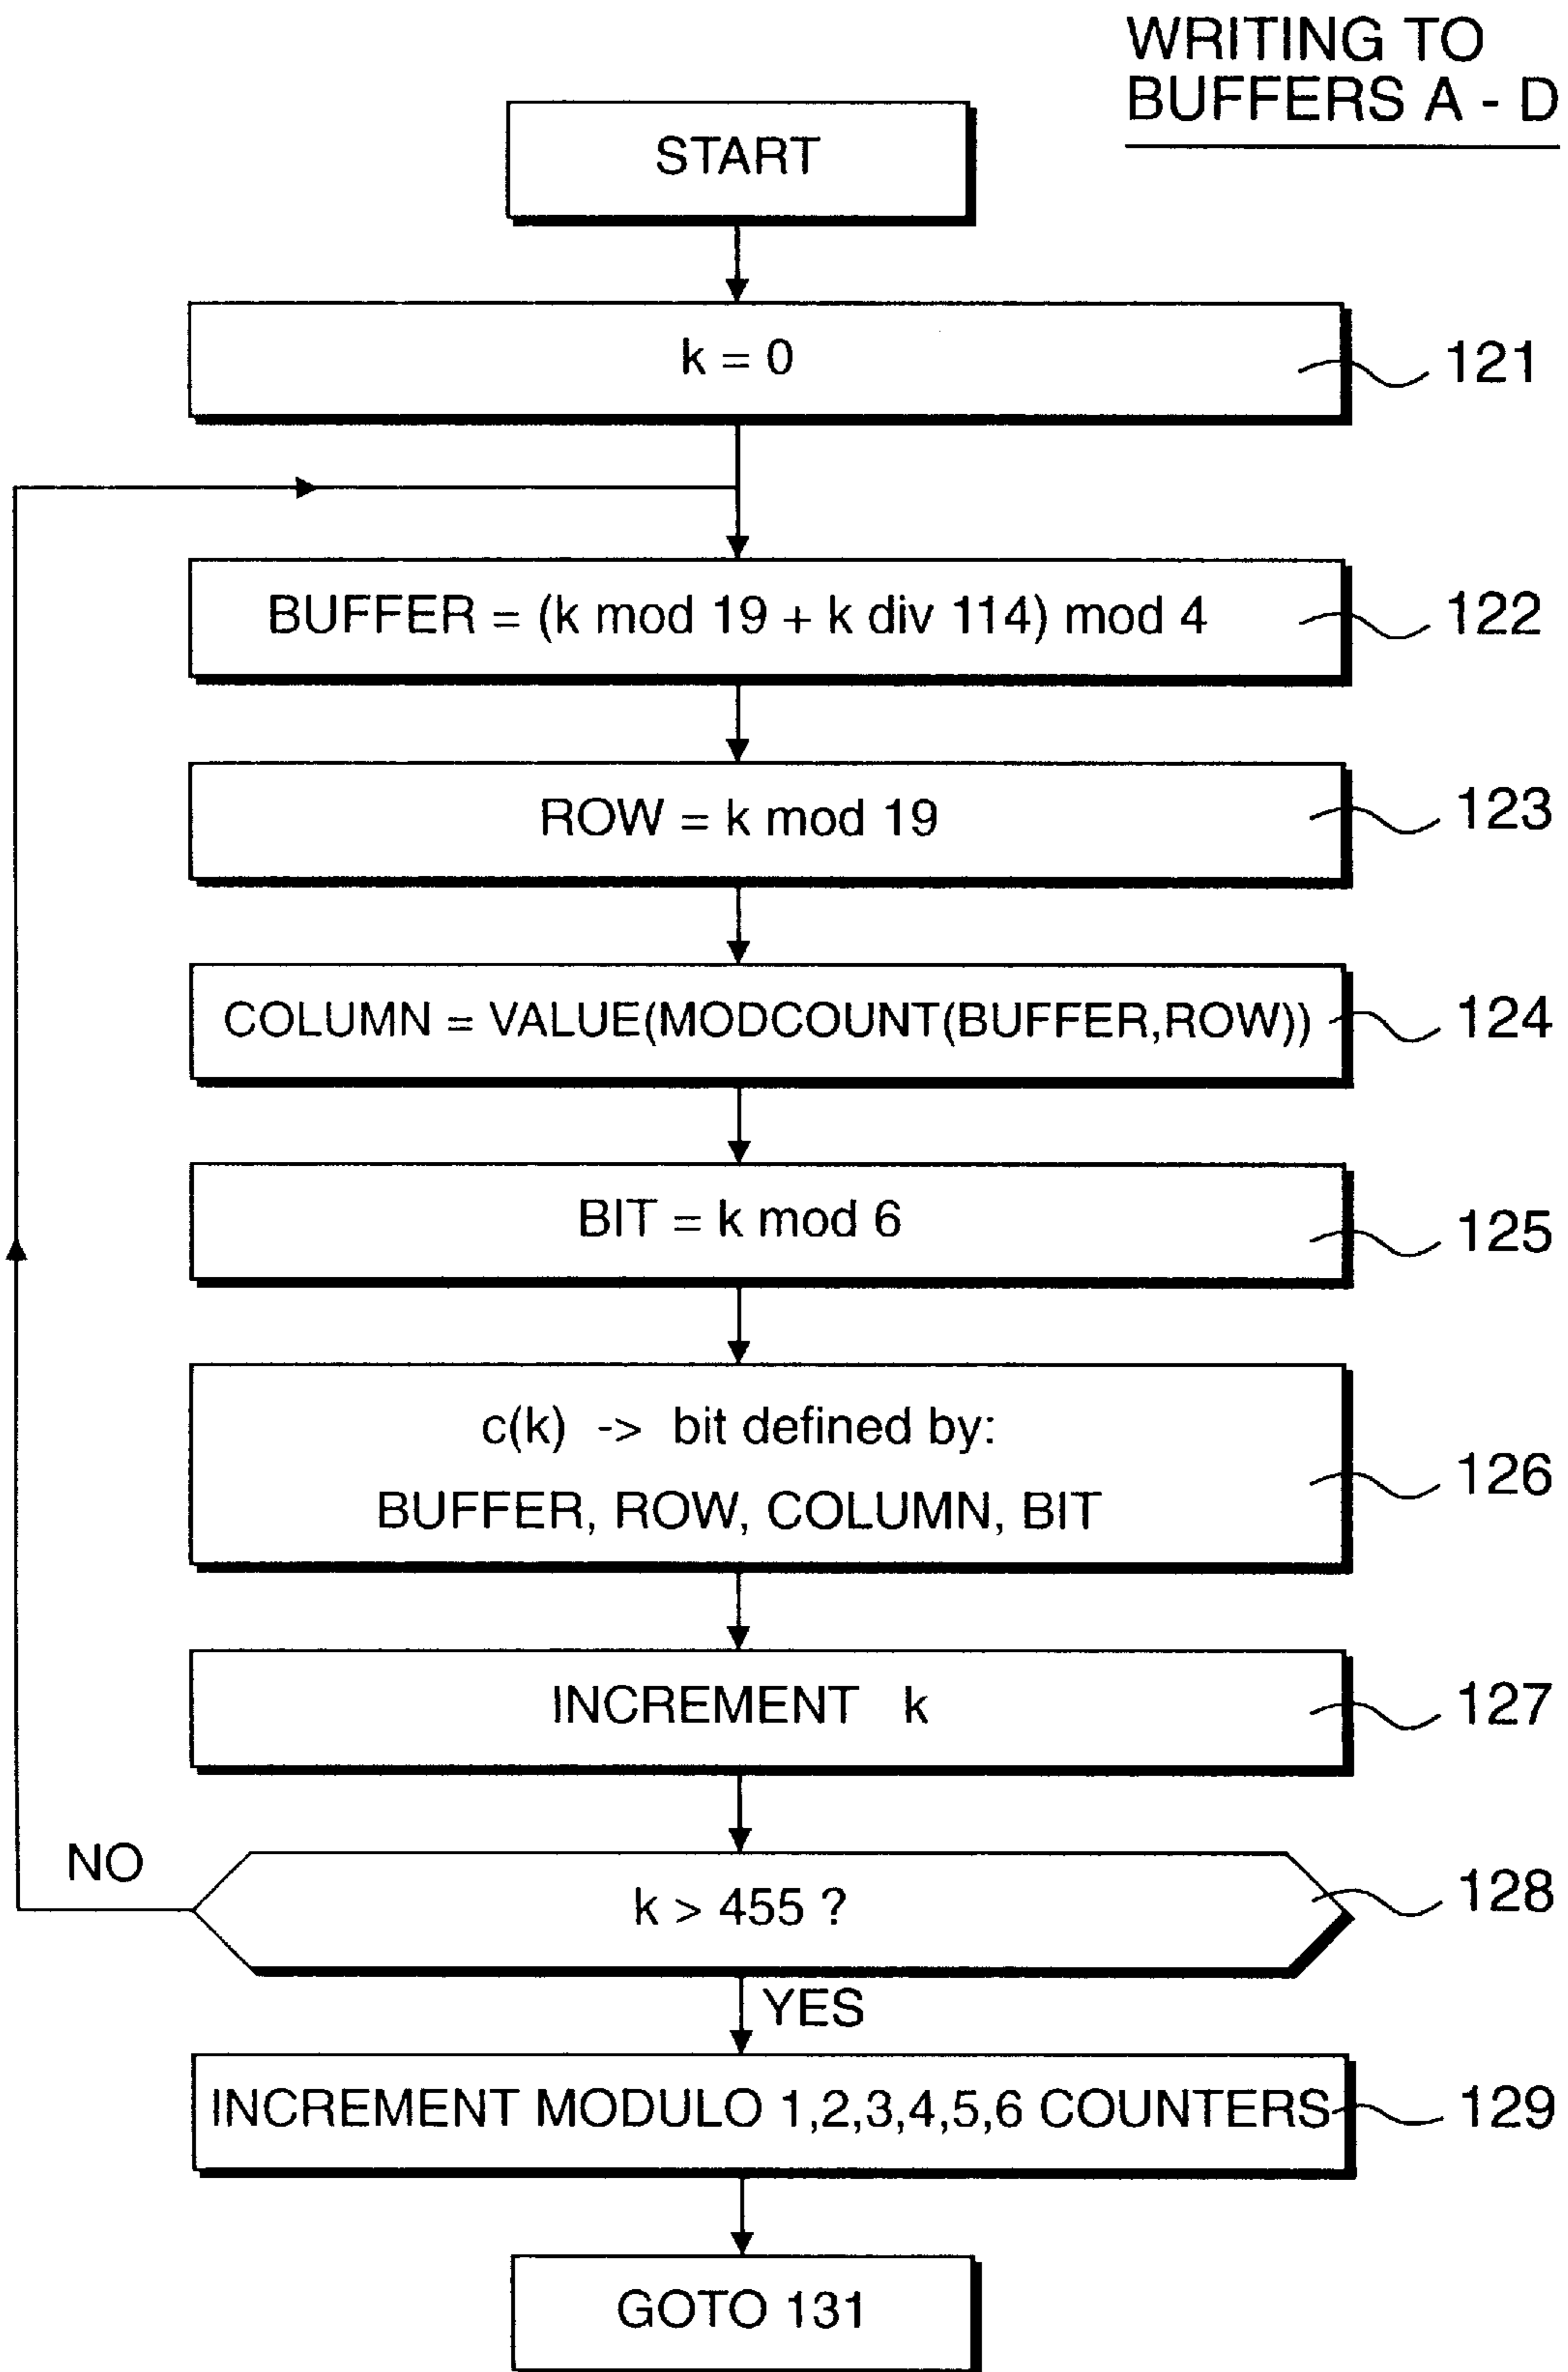 WRITING TO
BUFFERS A - D
START
k = 0
121
BUFFER = (k mod 19 + k div 114) mod 4
122
ROW = k mod 19
123
COLUMN = VALUE(MODCOUNT(BUFFER,ROW))
124
BIT = k mod 6
125
c(k) -> bit defined by:
BUFFER, ROW, COLUMN, BIT
126
INCREMENT k
127
NO
k > 455 ?
128
YES
INCREMENT MODULO 1,2,3,4,5,6 COUNTERS
129
GOTO 131